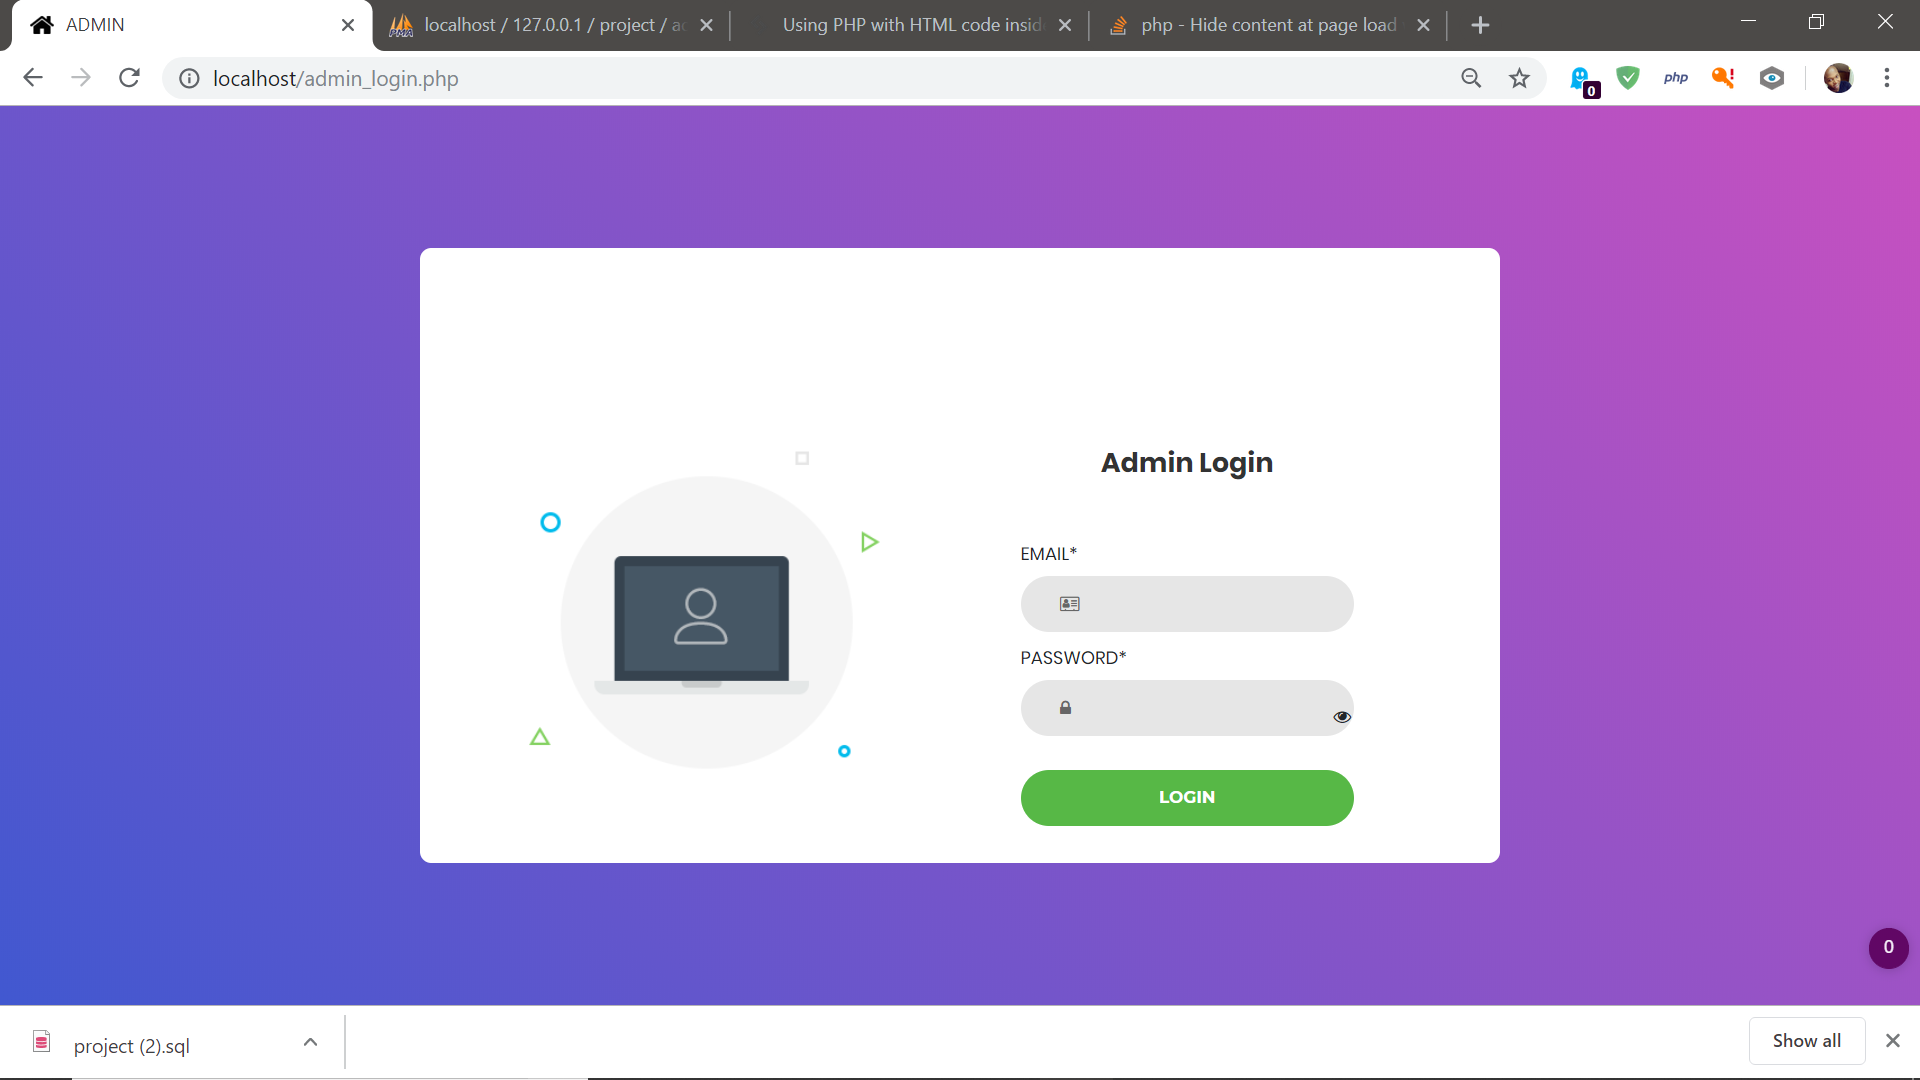 ADMIN
localhost / 127.0.0.1 / project /
Using PHP with HTML code
php - Hide content at page load
localhost/admin_login.php
0
php
Admin Login
EMAIL*
PASSWORD*
LOGIN
0
project (2).sql
Show all